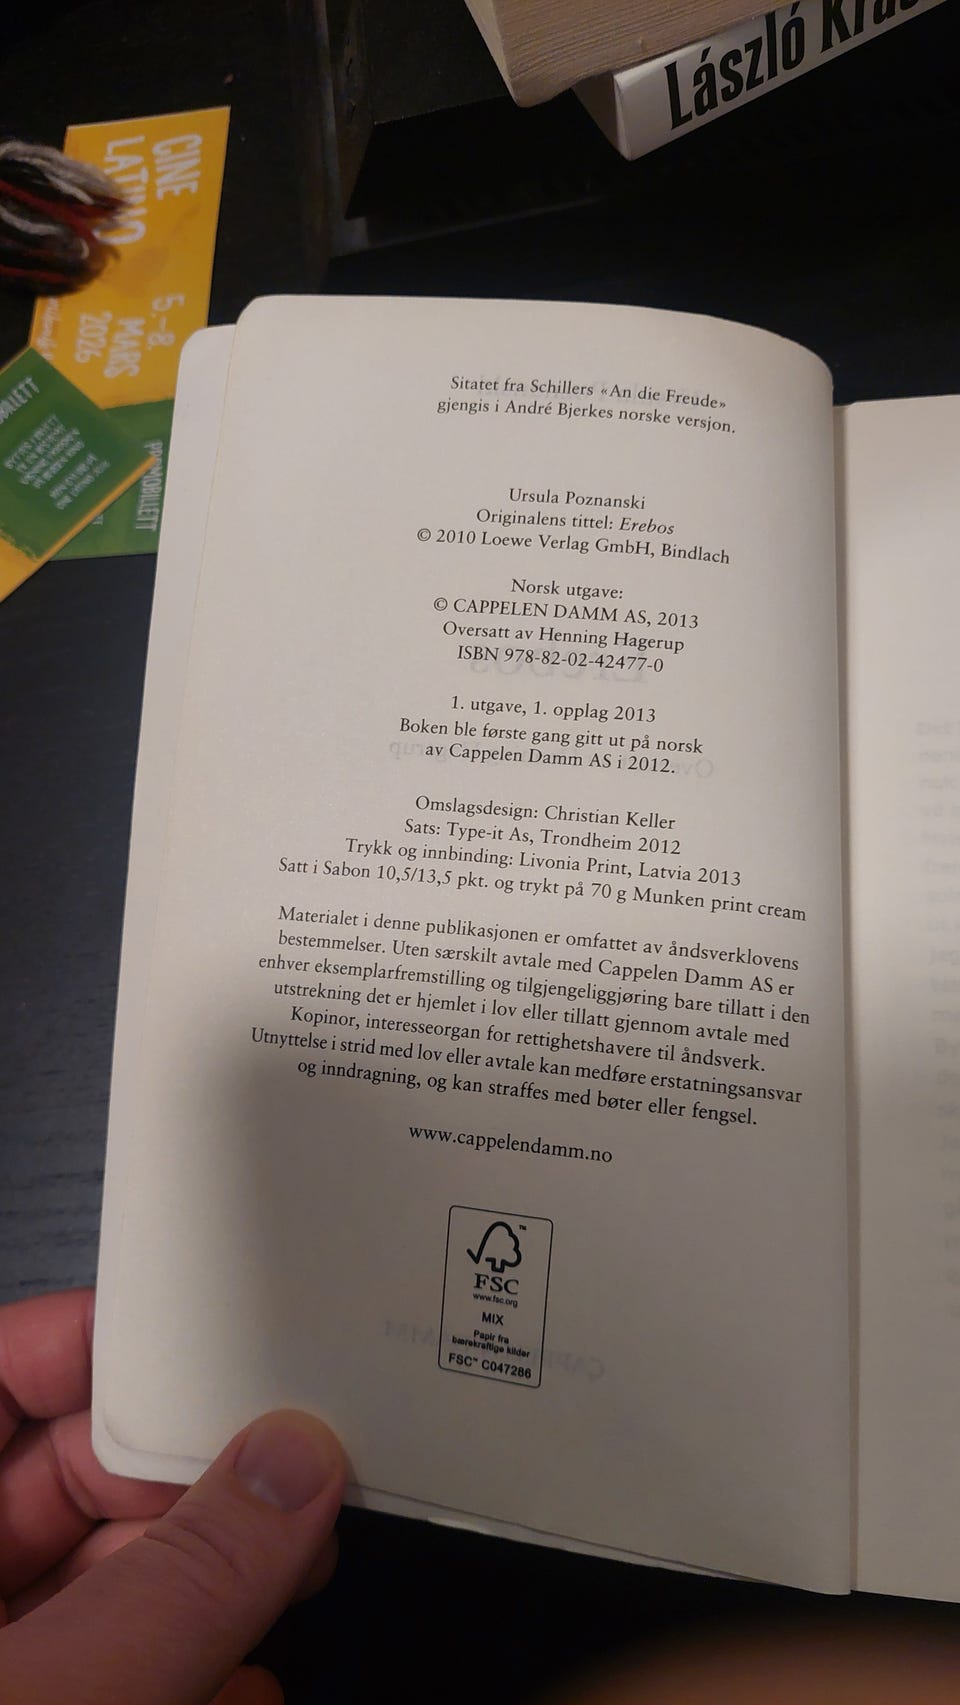 László
CINE
LATINO
5.–8.
MARS
2026
PROMOBILLETT
Sitatet fra Schillers «An die Freude»
gjengis i André Bjerkes norske versjon.
Ursula Poznanski
Originalens tittel: Erebos
© 2010 Loewe Verlag GmbH, Bindlach
Norsk utgave:
© CAPPELEN DAMM AS, 2013
Oversatt av Henning Hagerup
ISBN 978-82-02-42477-0
1. utgave, 1. opplag 2013
Boken ble første gang gitt ut på norsk
av Cappelen Damm AS i 2012.
Omslagsdesign: Christian Keller
Sats: Type-it As, Trondheim 2012
Trykk og innbinding: Livonia Print, Latvia 2013
Satt i Sabon 10,5/13,5 pkt. og trykt på 70 g Munken print cream
Materialet i denne publikasjonen er omfattet av åndsverklovens
bestemmelser. Uten særskilt avtale med Cappelen Damm AS er
enhver eksemplarfremstilling og tilgjengeliggjøring bare tillatt i den
utstrekning det er hjemlet i lov eller tillatt gjennom avtale med
Kopinor, interesseorgan for rettighetshavere til åndsverk.
Utnyttelse i strid med lov eller avtale kan medføre erstatningsansvar
og inndragning, og kan straffes med bøter eller fengsel.
www.cappelendamm.no
FSC
www.fsc.org
MIX
Papir fra
bærekraftige kilder
FSC™ C047286